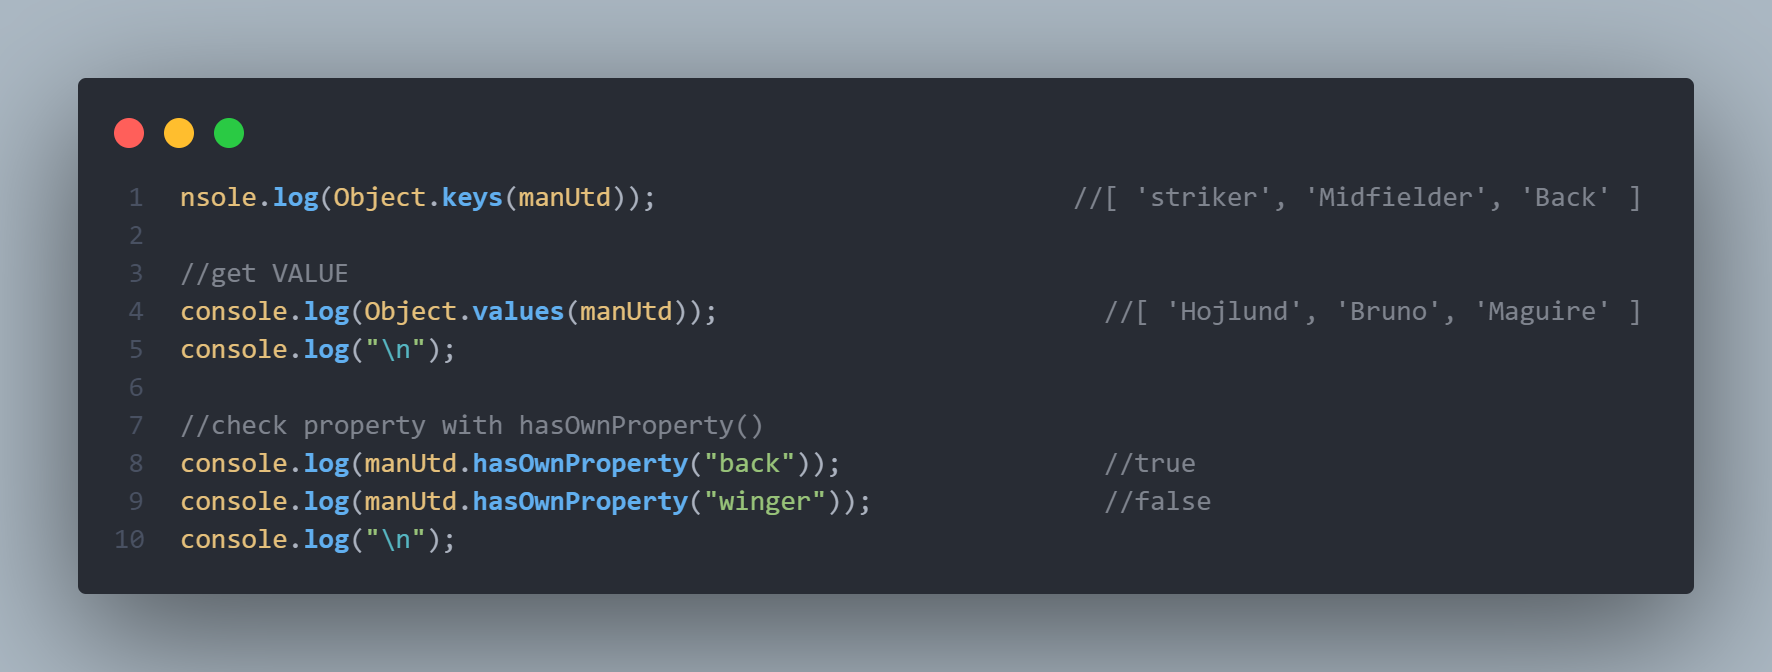 1 nsole.log(Object.keys(manUtd)); //[ 'striker', 'Midfielder', 'Back' ]
2
3 //get VALUE
4 console.log(Object.values(manUtd)); //[ 'Hojlund', 'Bruno', 'Maguire' ]
5 console.log("\n");
6
7 //check property with hasOwnProperty()
8 console.log(manUtd.hasOwnProperty("back")); //true
9 console.log(manUtd.hasOwnProperty("winger")); //false
10 console.log("\n");